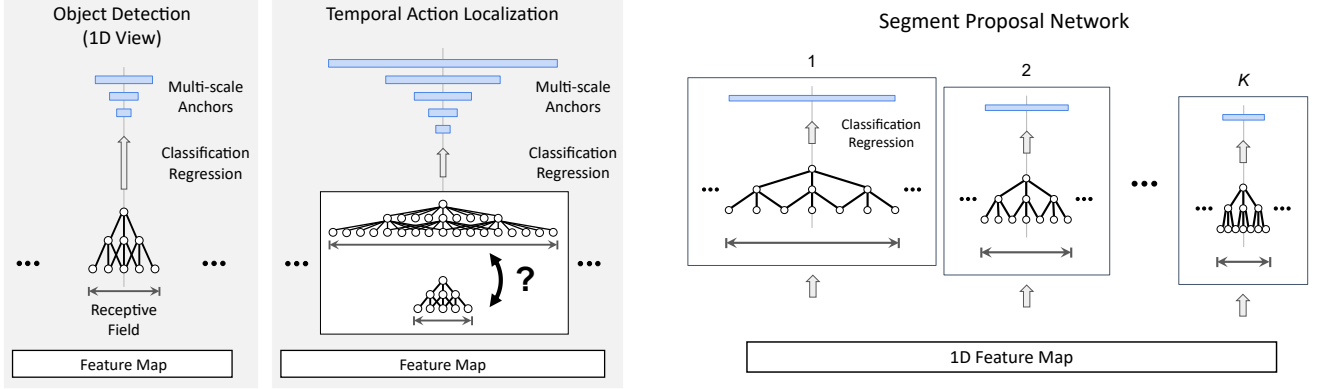 Object Detection
(1D View)
Multi-scale
Anchors
Classification
Regression
•••
•••
Receptive
Field
Feature Map
Temporal Action Localization
Multi-scale
Anchors
Classification
Regression
•••
?
•••
Feature Map
Segment Proposal Network
1
2
K
Classification
Regression
•••
•••
•••
•••
•••
•••
•••
1D Feature Map